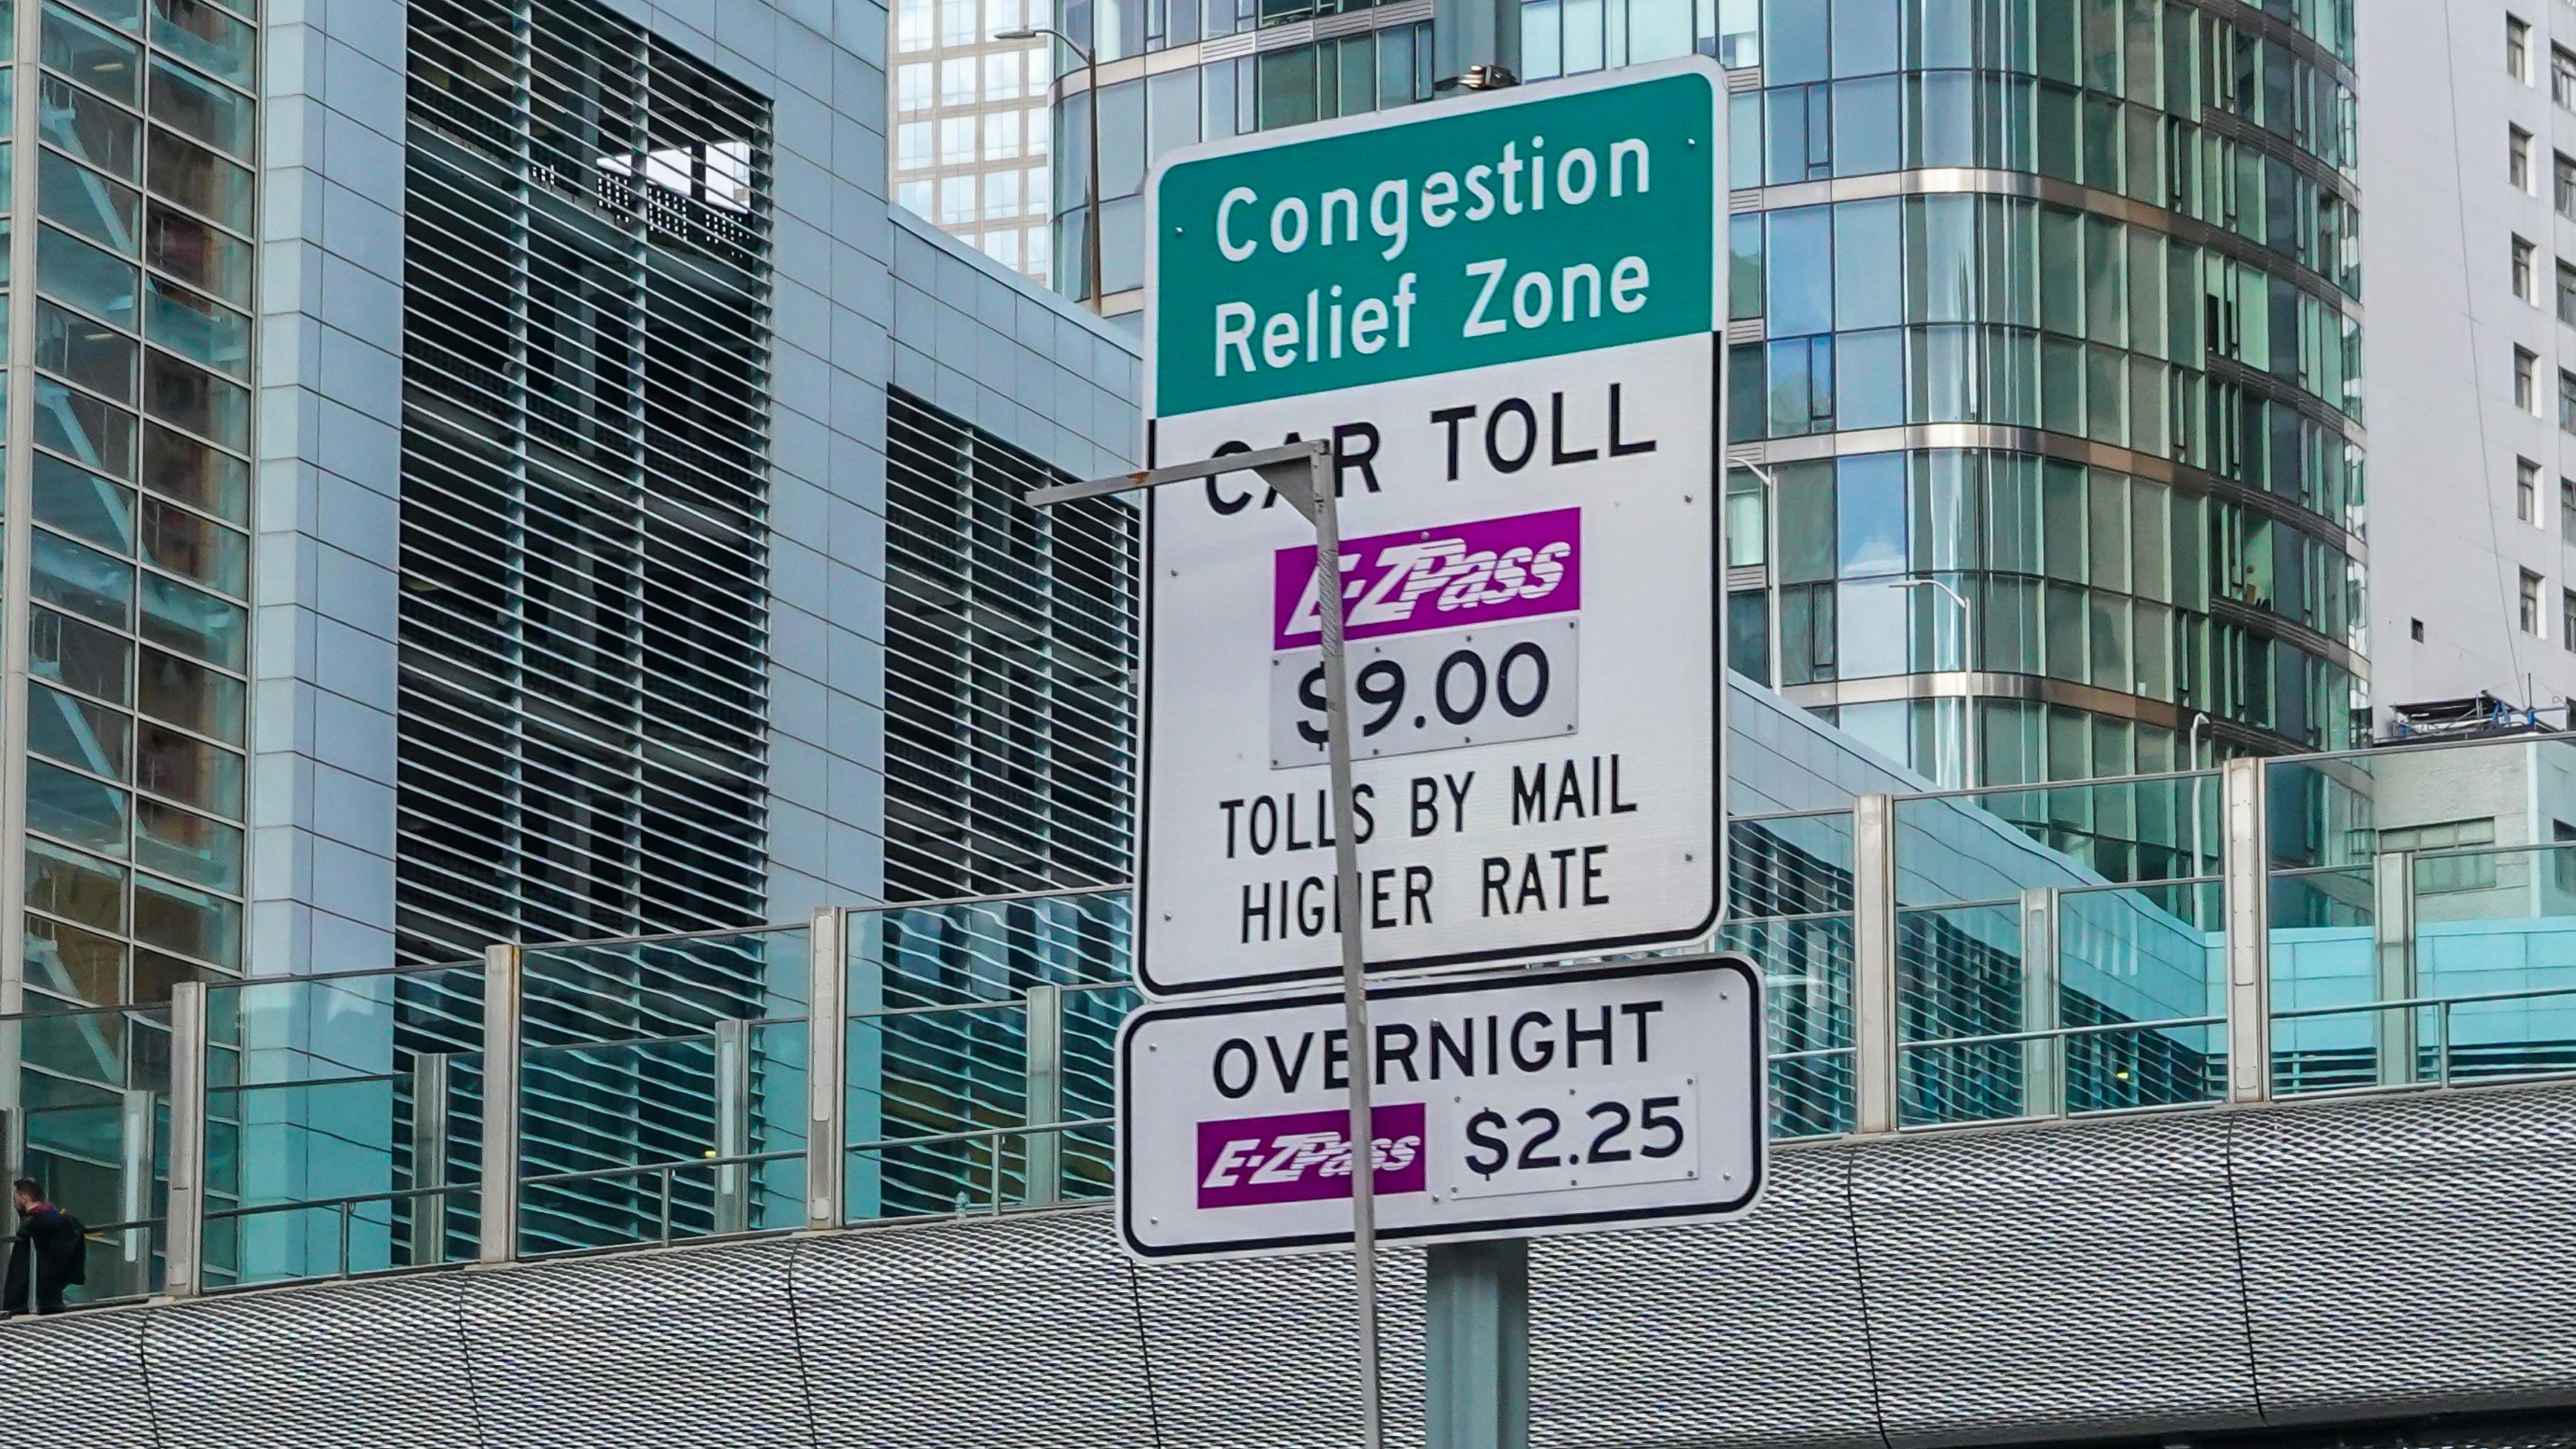 Congestion
Relief Zone
CAR TOLL
E-ZPass
$9.00
TOLLS BY MAIL
HIGHER RATE
OVERNIGHT
E-ZPass $2.25